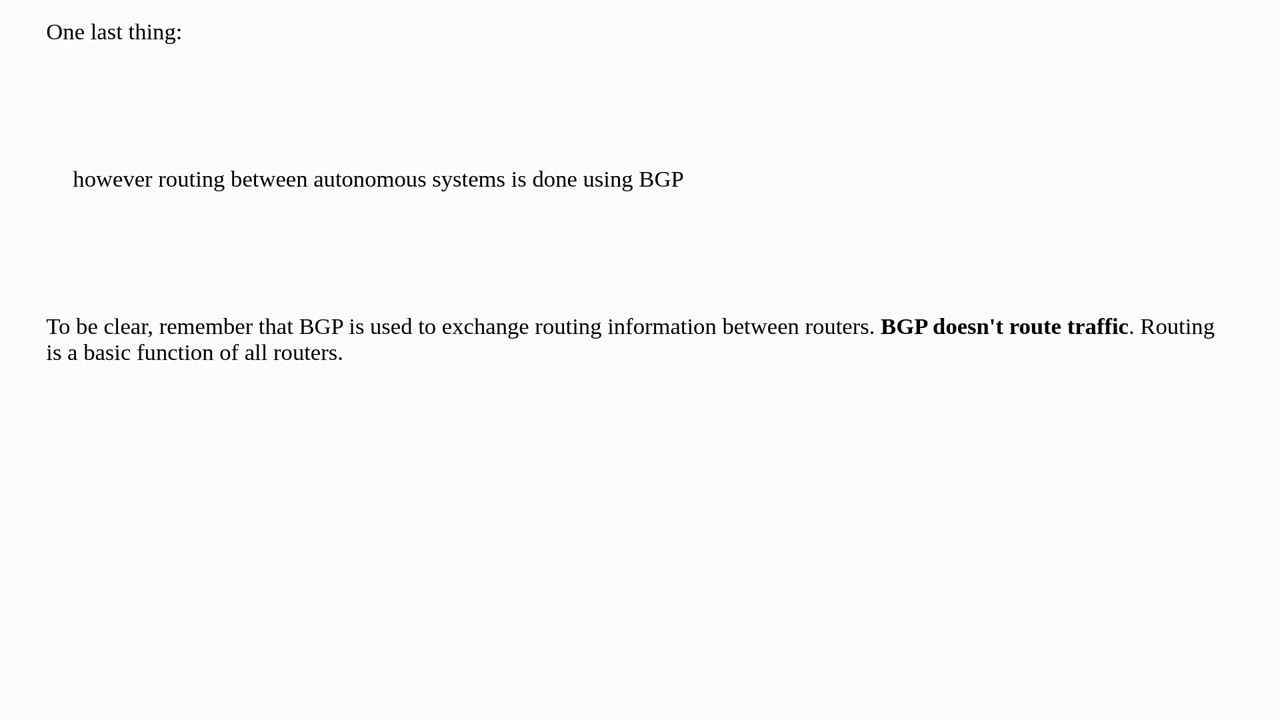 One last thing:
however routing between autonomous systems is done using BGP
To be clear, remember that BGP is used to exchange routing information between routers. BGP doesn't route traffic. Routing
is a basic function of all routers.